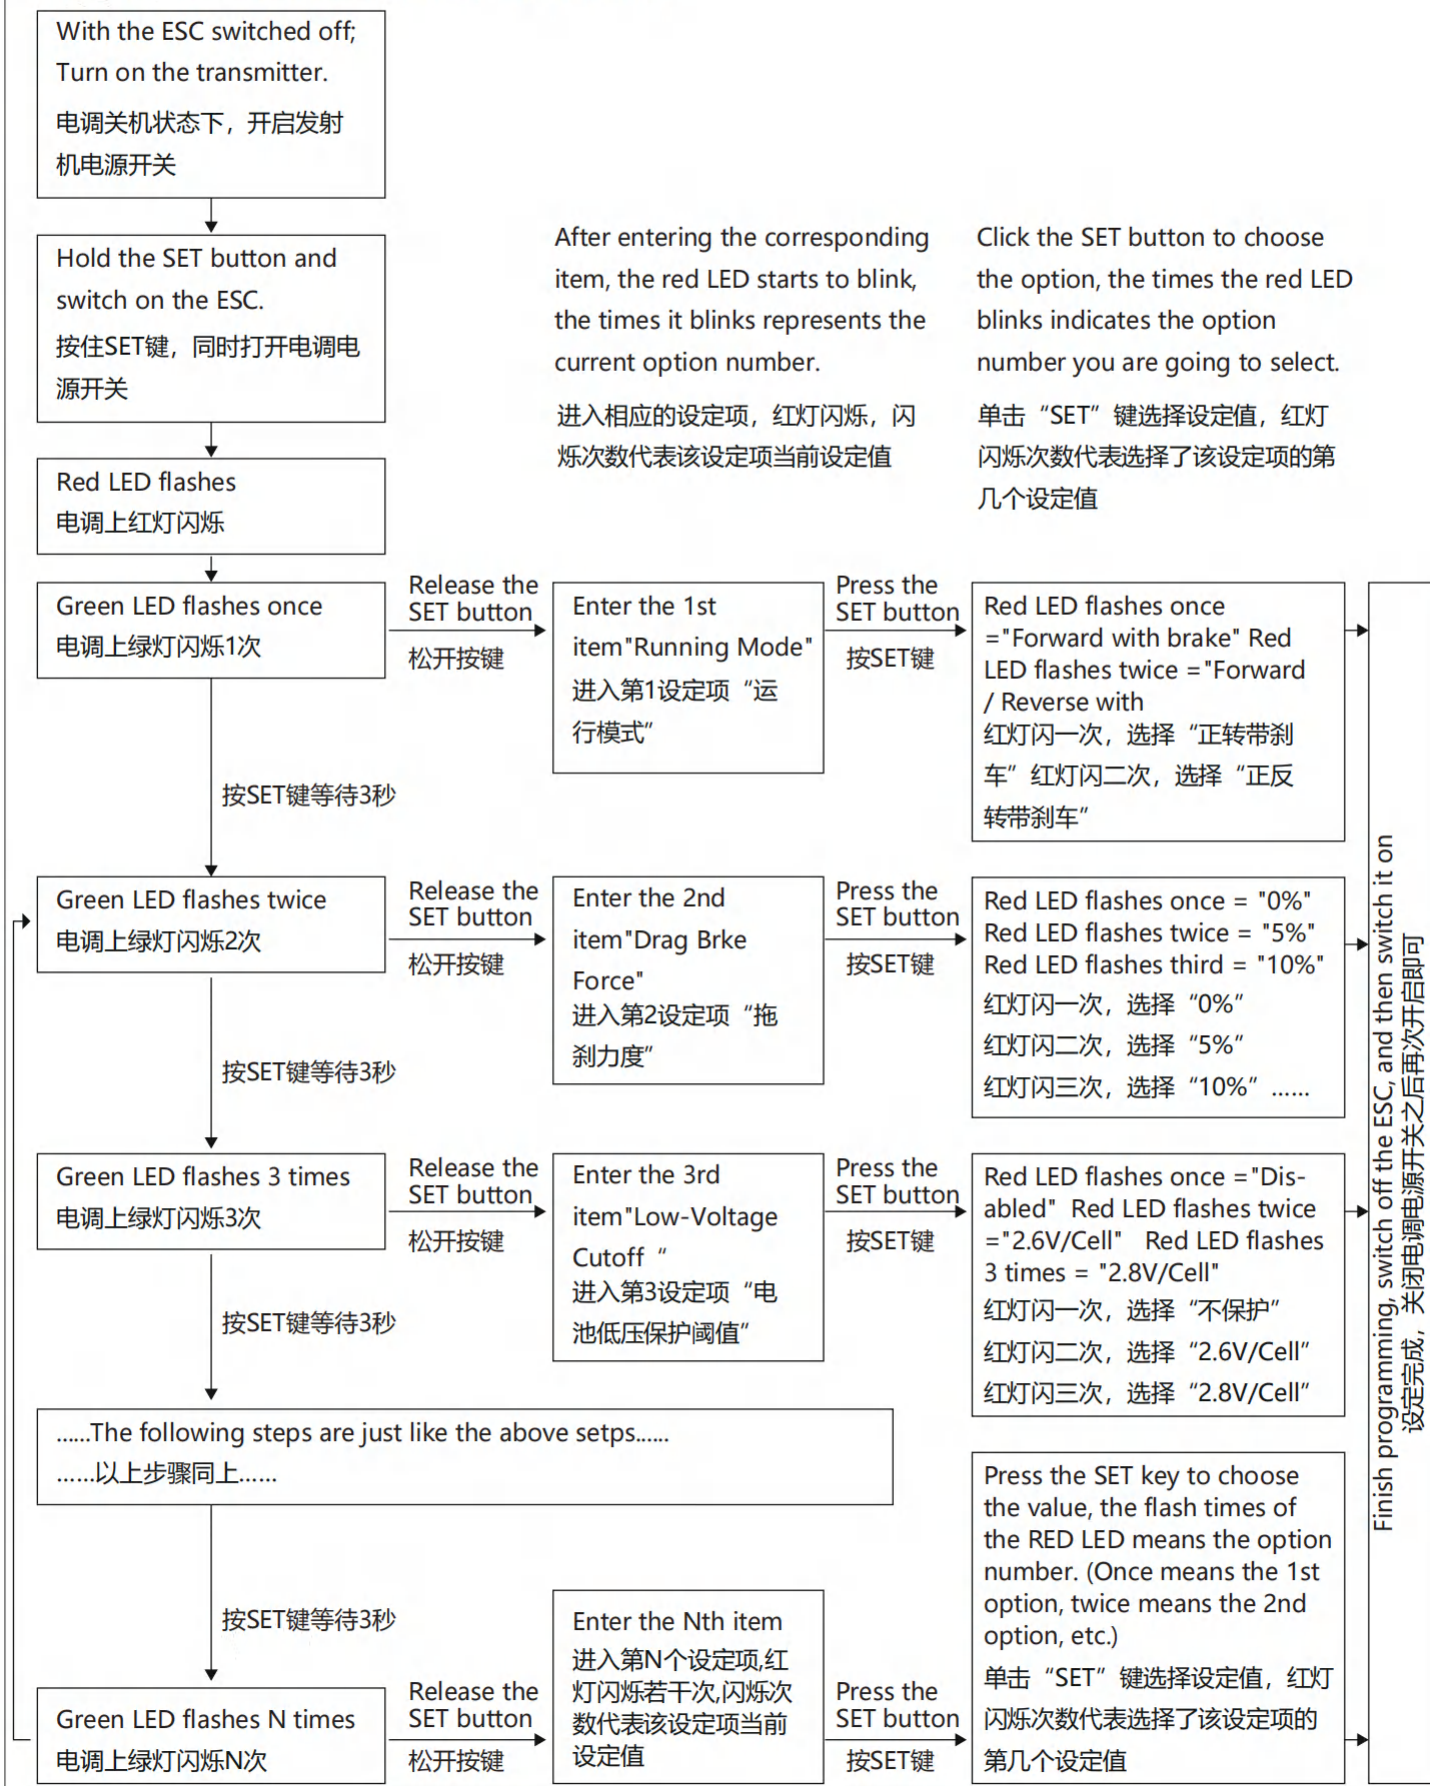 With the ESC switched off;
Turn on the transmitter.
电调关机状态下，开启发射
机电源开关
Hold the SET button and
switch on the ESC.
按住SET键，同时打开电调电
源开关
After entering the corresponding
item, the red LED starts to blink,
the times it blinks represents the
current option number.
进入相应的设定项，红灯闪烁，闪
烁次数代表该设定项当前设定值
Click the SET button to choose
the option, the times the red LED
blinks indicates the option
number you are going to select.
单击“SET”键选择设定值，红灯
闪烁次数代表选择了该设定项的第
几个设定值
Red LED flashes
电调上红灯闪烁
Green LED flashes once
电调上绿灯闪烁1次
Release the
SET button
松开按键
Enter the 1st
item"Running Mode"
进入第1设定项“运
行模式”
Press the
SET button
按SET键
Red LED flashes once
="Forward with brake" Red
LED flashes twice ="Forward
/ Reverse with
红灯闪一次，选择“正转带刹
车”红灯闪二次，选择“正反
转带刹车”
按SET键等待3秒
Green LED flashes twice
电调上绿灯闪烁2次
Release the
SET button
松开按键
Enter the 2nd
item"Drag Brke
Force"
进入第2设定项“拖
刹力度”
Press the
SET button
按SET键
Red LED flashes once = "0%"
Red LED flashes twice = "5%"
Red LED flashes third = "10%"
红灯闪一次，选择“0%”
红灯闪二次，选择“5%”
红灯闪三次，选择“10%”……
按SET键等待3秒
Green LED flashes 3 times
电调上绿灯闪烁3次
Release the
SET button
松开按键
Enter the 3rd
item"Low-Voltage
Cutoff “
进入第3设定项“电
池低压保护阈值”
Press the
SET button
按SET键
Red LED flashes once ="Dis-
abled" Red LED flashes twice
="2.6V/Cell" Red LED flashes
3 times = "2.8V/Cell"
红灯闪一次，选择“不保护”
红灯闪二次，选择“2.6V/Cell”
红灯闪三次，选择“2.8V/Cell”
按SET键等待3秒
......The following steps are just like the above setps......
......以上步骤同上......
按SET键等待3秒
Green LED flashes N times
电调上绿灯闪烁N次
Release the
SET button
松开按键
Enter the Nth item
进入第N个设定项,红
灯闪烁若干次,闪烁次
数代表该设定项当前
设定值
Press the
SET button
按SET键
Press the SET key to choose
the value, the flash times of
the RED LED means the option
number. (Once means the 1st
option, twice means the 2nd
option, etc.)
单击“SET”键选择设定值，红灯
闪烁次数代表选择了该设定项的
第几个设定值
Finish programming, switch off the ESC, and then switch it on
设定完成，关闭电调电源开关之后再次开启即可